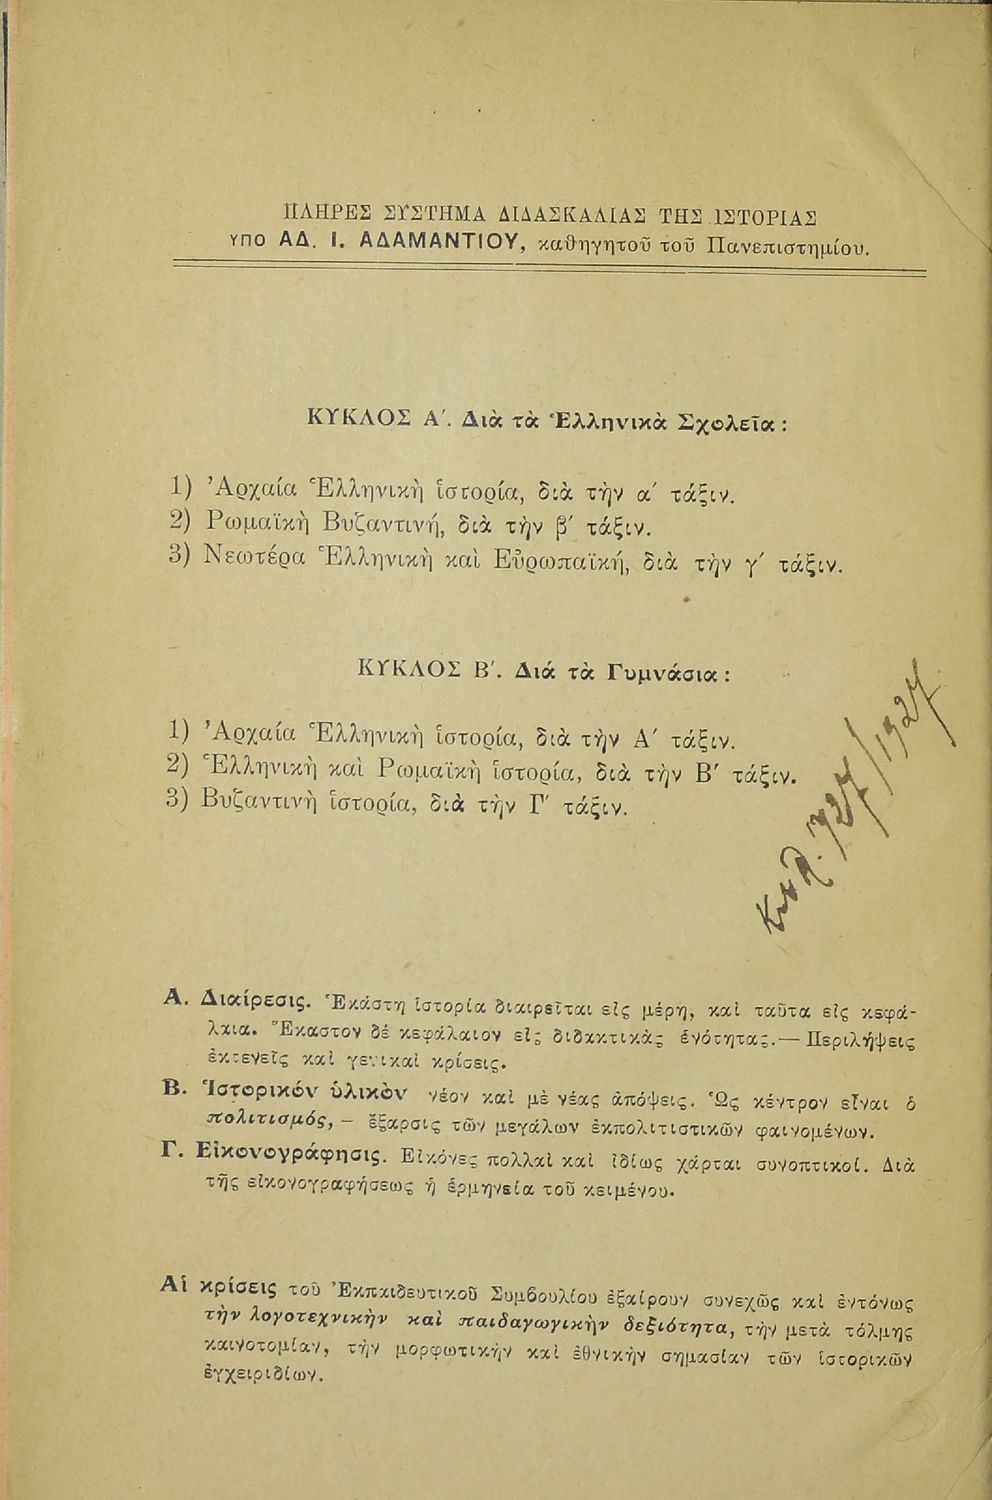 ΠΛΗΡΕΣ ΣΥΣΤΗΜΑ ΔΙΔΑΣΚΑΛΙΑΣ ΤΗΣ ΙΣΤΟΡΙΑΣ
ΥΠΟ ΑΔ. Ι. ΑΔΑΜΑΝΤΙΟΥ, καθηγητοῦ τοῦ Πανεπιστημίου.
ΚΥΚΛΟΣ Α΄. Διὰ τὰ Ἑλληνικὰ Σχολεῖα :
1) Ἀρχαία Ἑλληνικὴ ἱστορία, διὰ τὴν α΄ τάξιν.
2) Ρωμαϊκὴ Βυζαντινή, διὰ τὴν β΄ τάξιν.
3) Νεωτέρα Ἑλληνικὴ καὶ Εὐρωπαϊκή, διὰ τὴν γ΄ τάξιν.
ΚΥΚΛΟΣ Β΄. Διά τὰ Γυμνάσια :
1) Ἀρχαία Ἑλληνικὴ ἱστορία, διὰ τὴν Α΄ τάξιν.
2) Ἑλληνικὴ καὶ Ρωμαϊκὴ ἱστορία, διὰ τὴν Β΄ τάξιν.
3) Βυζαντινὴ ἱστορία, διὰ τὴν Γ΄ τάξιν.
727/1927
Α. Διαίρεσις. Ἑκάστη ἱστορία διαιρεῖται εἰς μέρη, καὶ ταῦτα εἰς κεφά-
λαια. Ἕκαστον δέ κεφάλαιον εἰς διδακτικὰς ἑνότητας.— Περιλήψεις
ἐκτενεῖς καὶ γενικαὶ κρίσεις.
Β. Ἱστορικόν ὑλικὸν νέον καὶ μὲ νέας ἀπόψεις. Ὡς κέντρον εἶναι ὁ
πολιτισμός, – ἔξαρσις τῶν μεγάλων ἐκπολιτιστικῶν φαινομένων.
Γ. Εἰκονογράφησις. Εἰκόνες πολλαὶ καὶ ἰδίως χάρται συνοπτικοί. Διὰ
τῆς εἰκονογραφήσεως ἡ ἑρμηνεία τοῦ κειμένου.
Αἱ κρίσεις τοῦ Ἐκπαιδευτικοῦ Συμβουλίου ἐξαίρουν συνεχῶς καὶ ἐντόνως
τὴν λογοτεχνικὴν καὶ παιδαγωγικὴν δεξιότητα, τὴν μετὰ τόλμης
καινοτομίαν, τὴν μορφωτικὴν καὶ ἐθνικὴν σημασίαν τῶν ἱστορικῶν
ἐγχειριδίων.